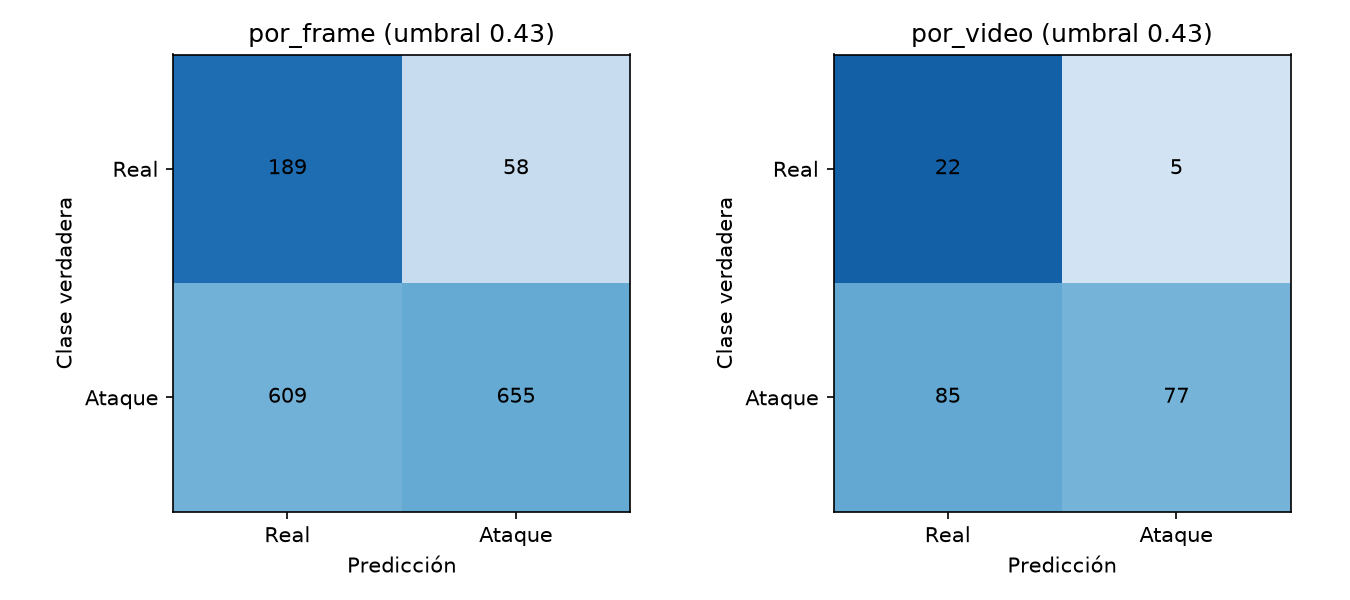 por_frame (umbral 0.43)
Clase verdadera
Real
189
58
Ataque
609
655
Real
Ataque
Predicción
por_video (umbral 0.43)
Clase verdadera
Real
22
5
Ataque
85
77
Real
Ataque
Predicción